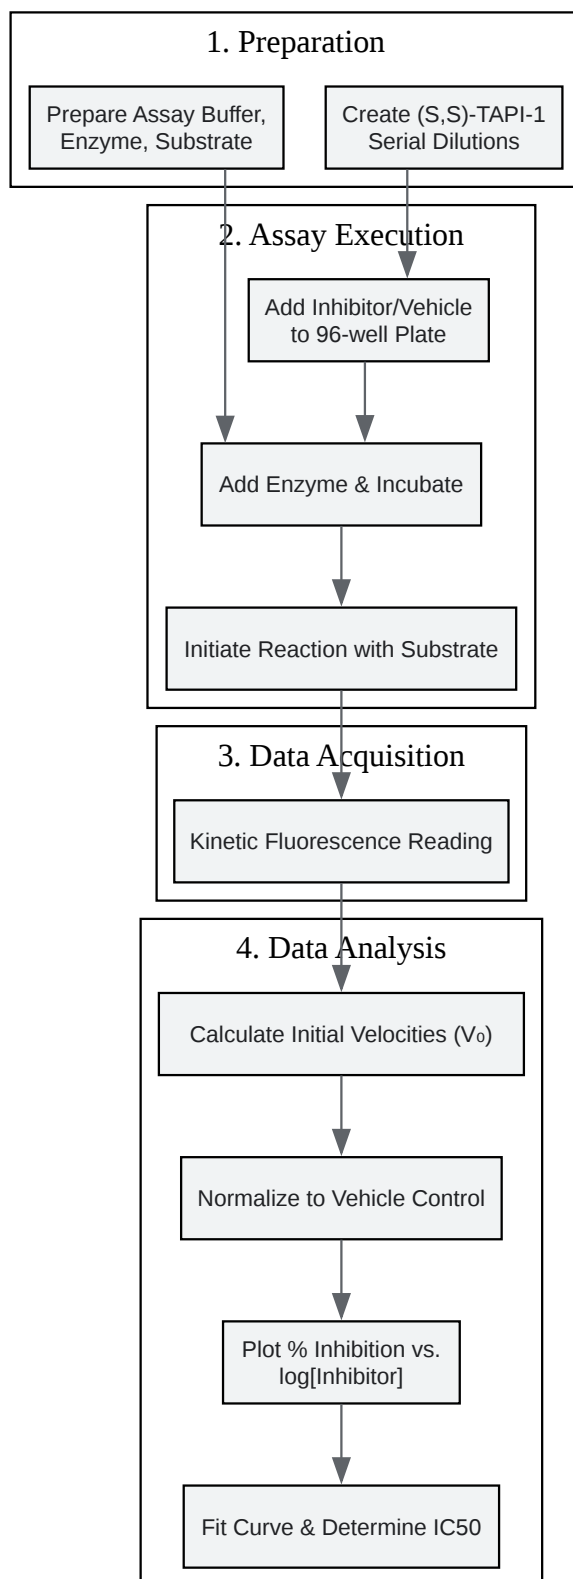 1. Preparation
Prepare Assay Buffer,
Enzyme, Substrate
Create (S,S)-TAPI-1
Serial Dilutions
2. Assay Execution
Add Inhibitor/Vehicle
to 96-well Plate
Add Enzyme & Incubate
Initiate Reaction with Substrate
3. Data Acquisition
Kinetic Fluorescence Reading
4. Data Analysis
Calculate Initial Velocities (V₀)
Normalize to Vehicle Control
Plot % Inhibition vs.
log[Inhibitor]
Fit Curve & Determine IC50